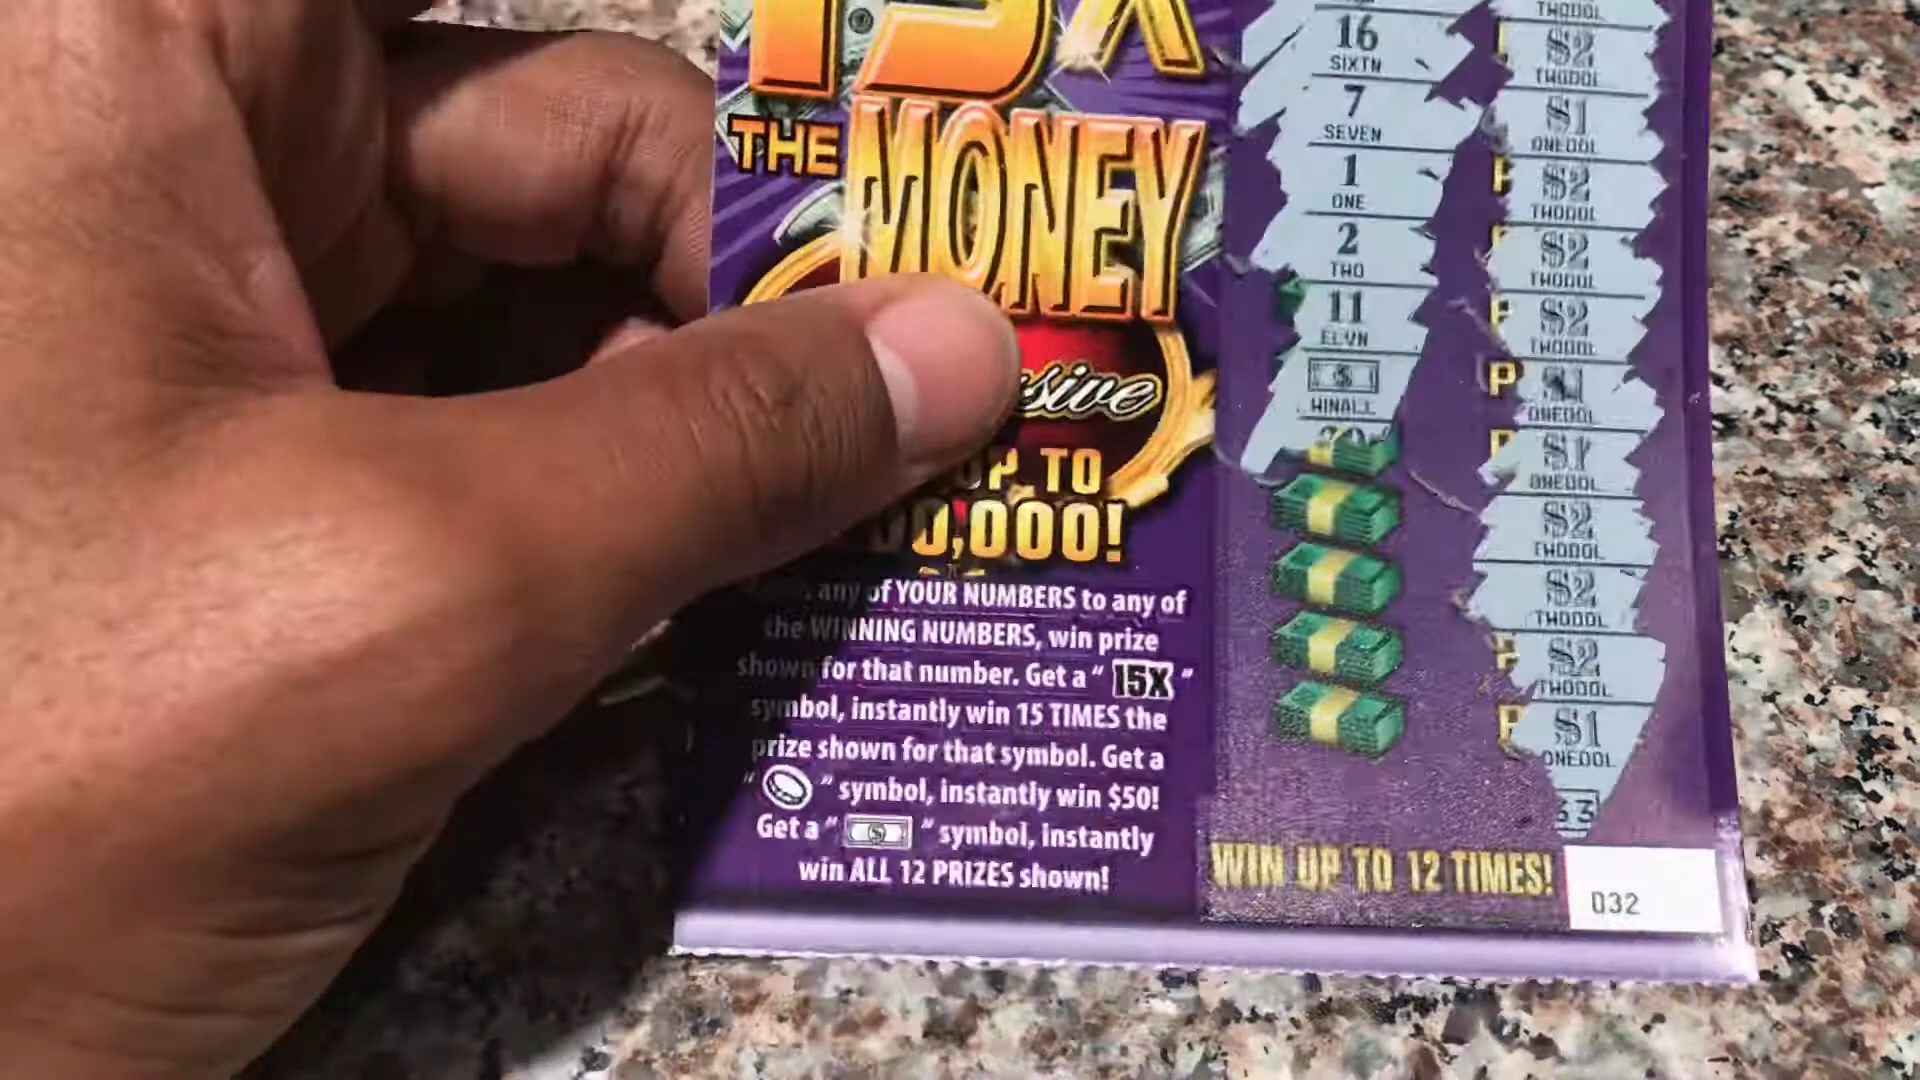 15X
THE MONEY
UP TO
00,000!
any of YOUR NUMBERS to any of
the WINNING NUMBERS, win prize
shown for that number. Get a " 15X "
symbol, instantly win 15 TIMES the
prize shown for that symbol. Get a
" " symbol, instantly win $50!
Get a " $ " symbol, instantly
win ALL 12 PRIZES shown!
16
SIXTN
7
SEVEN
1
ONE
2
TWO
11
ELVN
$
WINALL
TWODOL
$2
TWODOL
$1
ONEDOL
$2
TWODOL
$2
TWODOL
$2
TWODOL
P $1
ONEDOL
$1
ONEDOL
$2
TWODOL
$2
TWODOL
$2
TWODOL
$1
ONEDOL
63
WIN UP TO 12 TIMES!
032